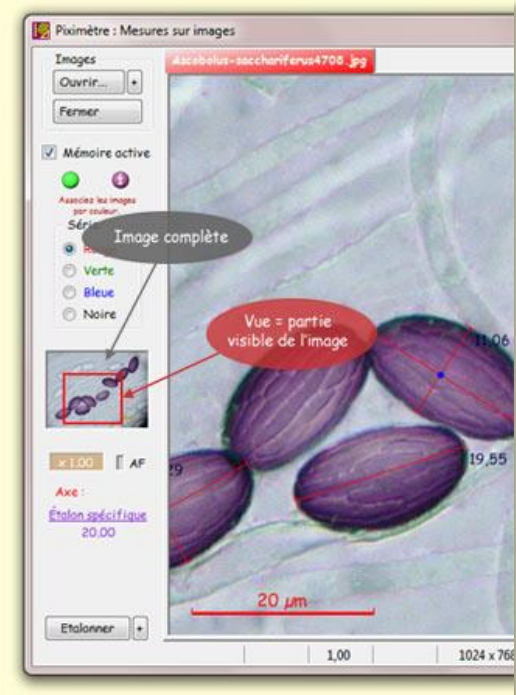 Piximètre : Mesures sur images
Images
Ouvrir...
+
Fermer
Mémoire active
Associez les images
par couleur.
Verte
Bleue
Noire
x 1.00
AF
Axe :
Étalon spécifique
20,00
Etalonner
+
Ascobolus-sacchariferus4708.jpg
Image complète
Vue = partie
visible de l'image
11,06
19,55
29
20 µm
1,00
1024 x 768